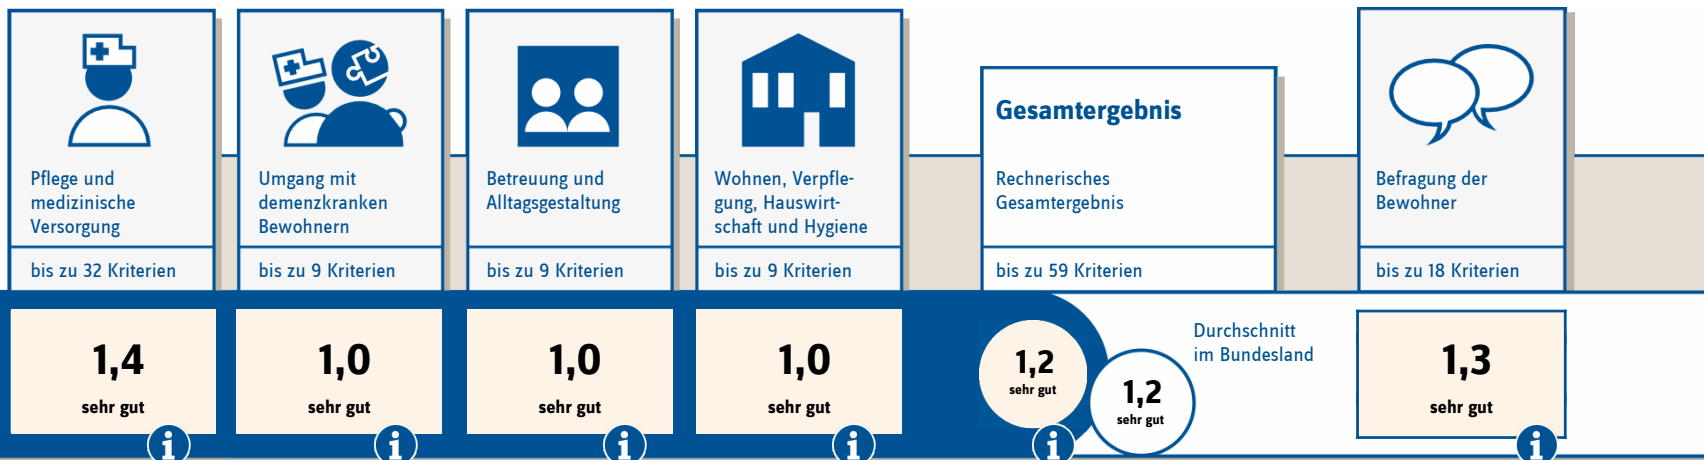 Pflege und
medizinische
Versorgung
bis zu 32 Kriterien
1,4
sehr gut
i
Umgang mit
demenzkranken
Bewohnern
bis zu 9 Kriterien
1,0
sehr gut
i
Betreuung und
Alltagsgestaltung
bis zu 9 Kriterien
1,0
sehr gut
i
Wohnen, Verpfle-
gung, Hauswirt-
schaft und Hygiene
bis zu 9 Kriterien
1,0
sehr gut
i
Gesamtergebnis
Rechnerisches
Gesamtergebnis
bis zu 59 Kriterien
1,2
sehr gut
i
Durchschnitt
im Bundesland
1,2
sehr gut
Befragung der
Bewohner
bis zu 18 Kriterien
1,3
sehr gut
i